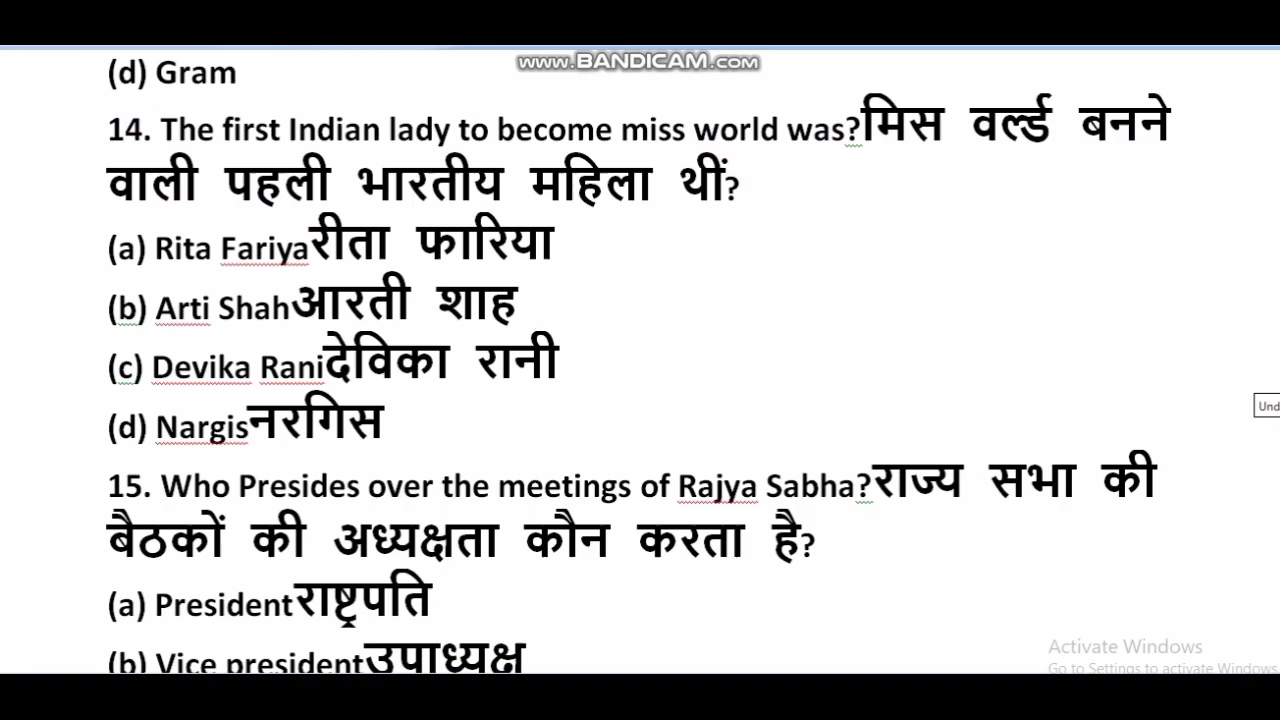 www.BANDICAM.com
(d) Gram
14. The first Indian lady to become miss world was?मिस वर्ल्ड बनने
वाली पहली भारतीय महिला थीं?
(a) Rita Fariyaरीता फारिया
(b) Arti Shahआरती शाह
(c) Devika Raniदेविका रानी
(d) Nargisनरगिस
15. Who Presides over the meetings of Rajya Sabha?राज्य सभा की
बैठकों की अध्यक्षता कौन करता है?
(a) Presidentराष्ट्रपति
(b) Vice presidentउपाध्यक्ष
Activate Windows
Go to Settings to activate Windows